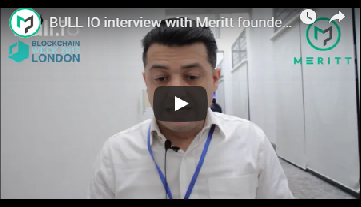 BULL IO interview with Meritt founde...
BLOCKCHAIN
LONDON
MERITT